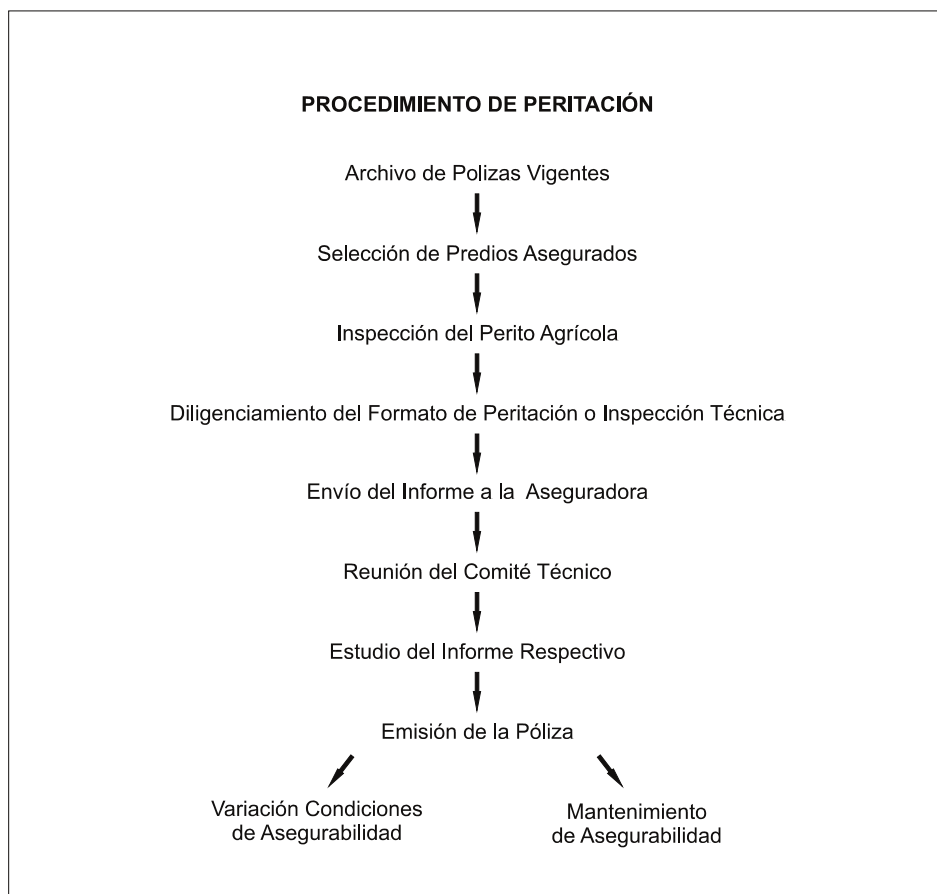 PROCEDIMIENTO DE PERITACIÓN
Archivo de Polizas Vigentes
Selección de Predios Asegurados
Inspección del Perito Agrícola
Diligenciamiento del Formato de Peritación o Inspección Técnica
Envío del Informe a la Aseguradora
Reunión del Comité Técnico
Estudio del Informe Respectivo
Emisión de la Póliza
Variación Condiciones
de Asegurabilidad
Mantenimiento
de Asegurabilidad